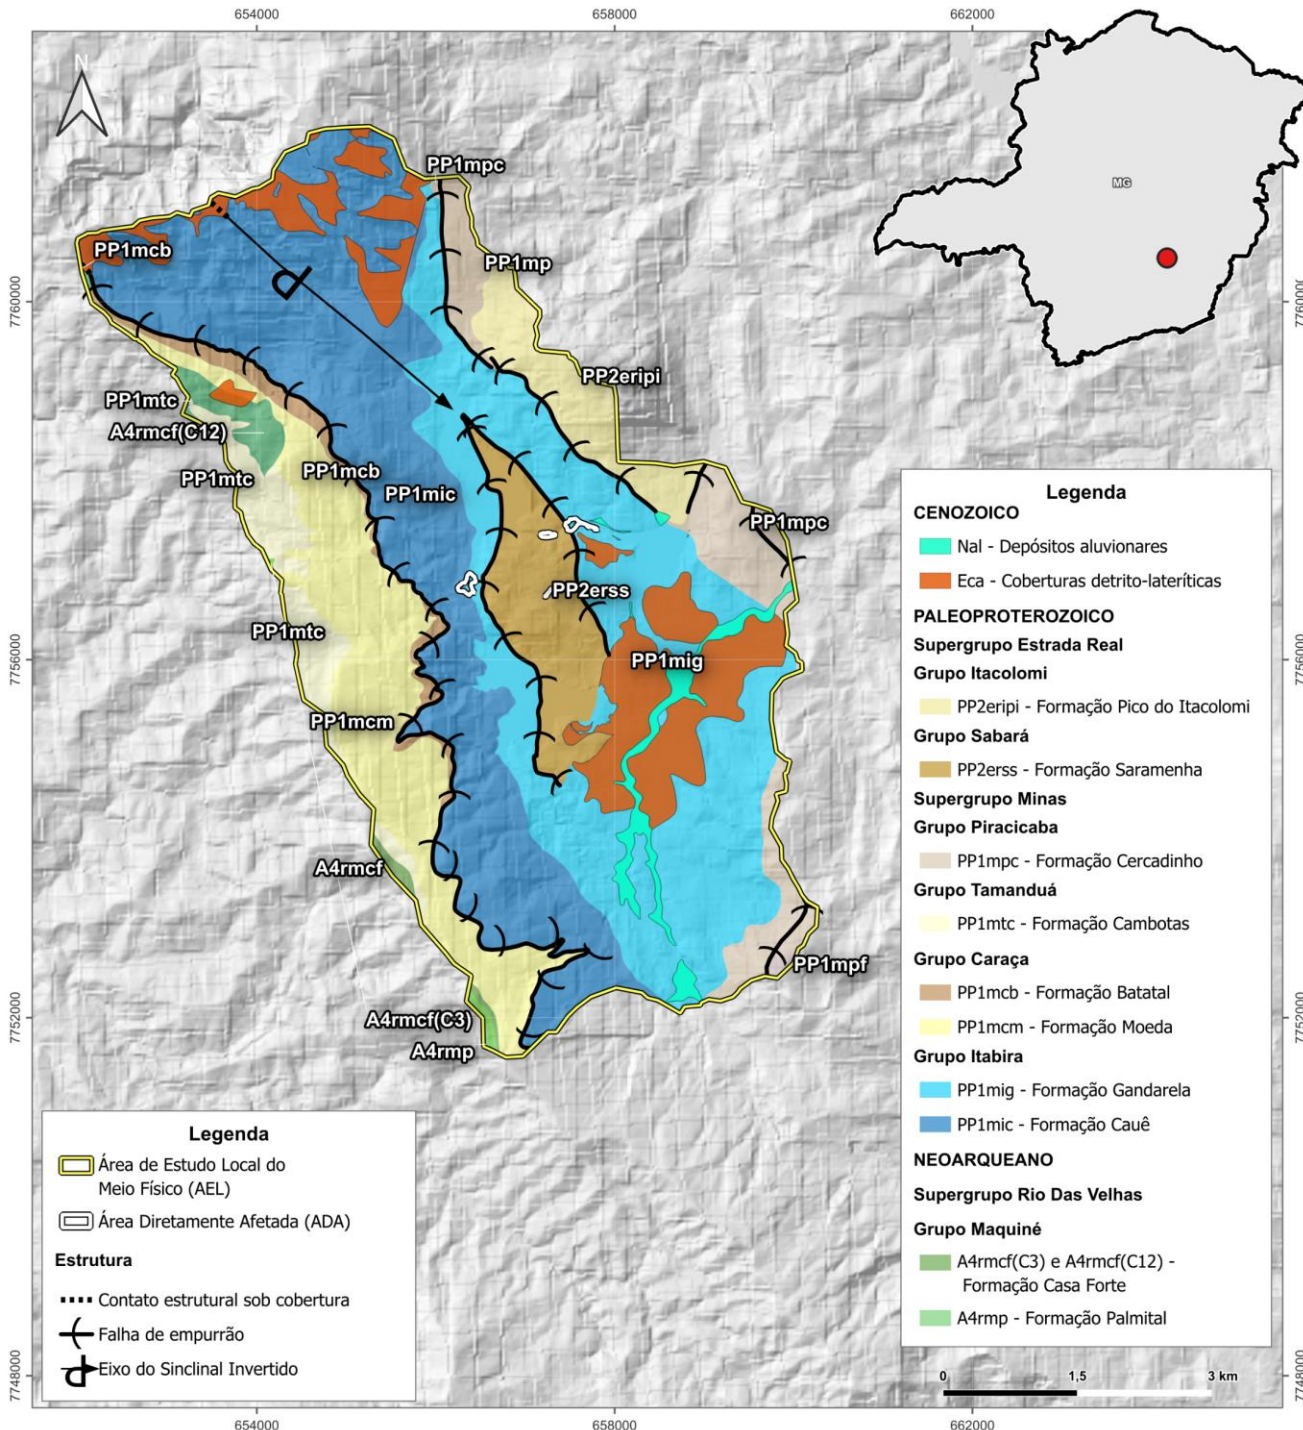 654000
658000
662000
N
MG
7760000
7760000
7756000
7756000
7752000
7752000
7748000
7748000
PP1mpc
PP1mcb
PP1mp
PP2eripi
PP1mtc
A4rmcf(C12)
PP1mtc
PP1mcb
PP1mic
PP1mpc
PP2erss
PP1mtc
PP1mig
PP1mcm
A4rmcf
PP1mpf
A4rmcf(C3)
A4rmp
Legenda
CENOZOICO
Nal - Depósitos aluvionares
Eca - Coberturas detrito-lateríticas
PALEOPROTEROZOICO
Supergrupo Estrada Real
Grupo Itacolomi
PP2eripi - Formação Pico do Itacolomi
Grupo Sabará
PP2erss - Formação Saramenha
Supergrupo Minas
Grupo Piracicaba
PP1mpc - Formação Cercadinho
Grupo Tamanduá
PP1mtc - Formação Cambotas
Grupo Caraça
PP1mcb - Formação Batatal
PP1mcm - Formação Moeda
Grupo Itabira
PP1mig - Formação Gandarela
PP1mic - Formação Cauê
NEOARQUEANO
Supergrupo Rio Das Velhas
Grupo Maquiné
A4rmcf(C3) e A4rmcf(C12) -
Formação Casa Forte
A4rmp - Formação Palmital
Legenda
Área de Estudo Local do
Meio Físico (AEL)
Área Diretamente Afetada (ADA)
Estrutura
Contato estrutural sob cobertura
Falha de empurrão
Eixo do Sinclinal Invertido
0 1,5 3 km
654000
658000
662000